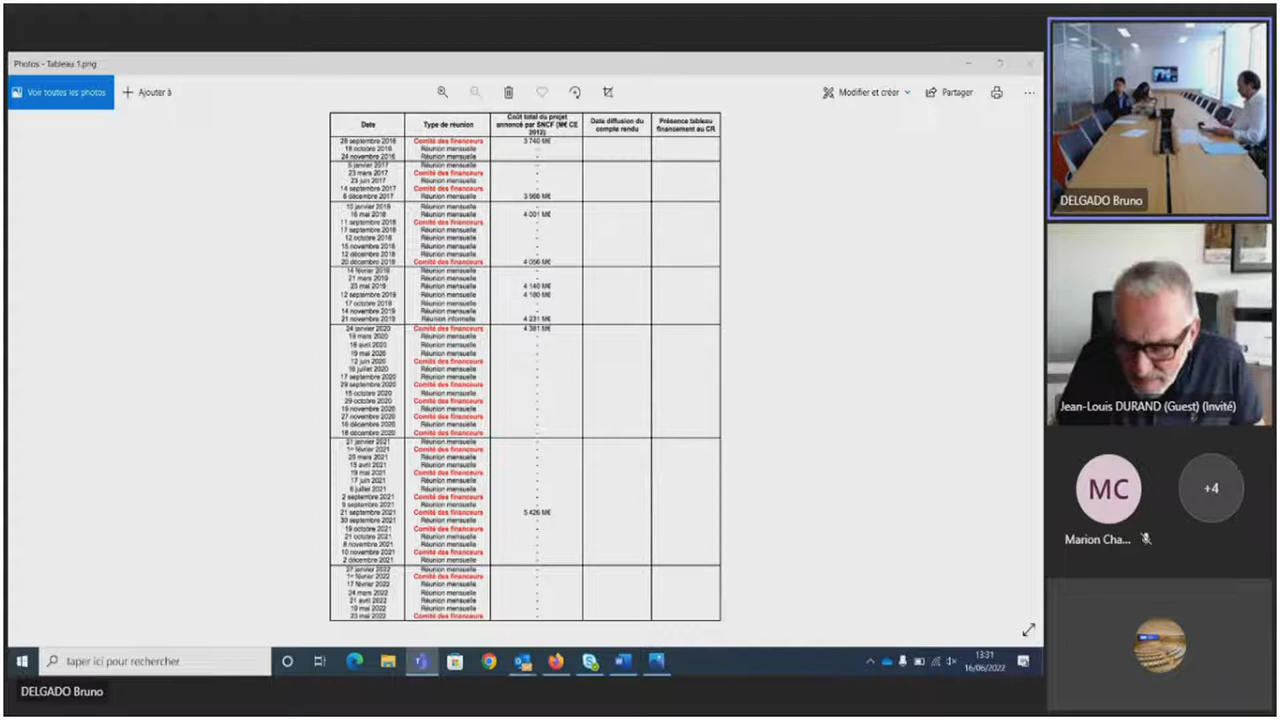 Photos - Tableau 1.png
Voir toutes les photos
Ajouter à
Modifier et créer
Partager
Date Type de réunion Coût total du projet annoncé par SNCF (M€ CE 2012) Date diffusion du compte rendu Présence tableau financement au CR
28 septembre 2016 Comité des financeurs 3 740 M€
18 octobre 2016 Réunion mensuelle -
24 novembre 2016 Réunion mensuelle -
5 janvier 2017 Réunion mensuelle -
23 mars 2017 Comité des financeurs -
23 juin 2017 Réunion mensuelle -
14 septembre 2017 Comité des financeurs -
6 décembre 2017 Réunion mensuelle M€
10 janvier 2018 Réunion mensuelle -
16 mai 2018 Réunion mensuelle 4 001 M€
11 septembre 2018 Comité des financeurs -
17 septembre 2018 Réunion mensuelle -
12 octobre 2018 Réunion mensuelle -
15 novembre 2018 Réunion mensuelle -
12 décembre 2018 Réunion mensuelle -
20 décembre 2018 Comité des financeurs 4 056 M€
14 février 2019 Réunion mensuelle -
21 mars 2019 Réunion mensuelle -
23 mai 2019 Réunion mensuelle 4 140 M€
12 septembre 2019 Réunion mensuelle 4 180 M€
17 octobre 2019 Réunion mensuelle -
14 novembre 2019 Réunion mensuelle -
21 novembre 2019 Réunion informelle 4 231 M€
24 janvier 2020 Comité des financeurs 4 381 M€
19 mars 2020 Réunion mensuelle -
16 avril 2020 Réunion mensuelle -
19 mai 2020 Réunion mensuelle -
12 juin 2020 Comité des financeurs -
16 juillet 2020 Réunion mensuelle -
17 septembre 2020 Réunion mensuelle -
29 septembre 2020 Comité des financeurs -
15 octobre 2020 Réunion mensuelle -
29 octobre 2020 Comité des financeurs -
19 novembre 2020 Réunion mensuelle -
27 novembre 2020 Comité des financeurs -
16 décembre 2020 Réunion mensuelle -
18 décembre 2020 Comité des financeurs -
21 janvier 2021 Réunion mensuelle -
1er février 2021 Comité des financeurs -
25 mars 2021 Réunion mensuelle -
15 avril 2021 Réunion mensuelle -
19 mai 2021 Comité des financeurs -
17 juin 2021 Réunion mensuelle -
6 juillet 2021 Réunion mensuelle -
2 septembre 2021 Comité des financeurs -
9 septembre 2021 Réunion mensuelle -
21 septembre 2021 Comité des financeurs 5 426 M€
30 septembre 2021 Réunion mensuelle -
19 octobre 2021 Comité des financeurs -
21 octobre 2021 Réunion mensuelle -
8 novembre 2021 Réunion mensuelle -
10 novembre 2021 Comité des financeurs -
2 décembre 2021 Réunion mensuelle -
27 janvier 2022 Réunion mensuelle -
1er février 2022 Comité des financeurs -
17 février 2022 Réunion mensuelle -
24 mars 2022 Réunion mensuelle -
21 avril 2022 Réunion mensuelle -
19 mai 2022 Réunion mensuelle -
23 mai 2022 Comité des financeurs -
DELGADO Bruno
Jean-Louis DURAND (Guest) (Invité)
MC
+4
Marion Cha...
taper ici pour rechercher
13:31
16/06/2022
DELGADO Bruno